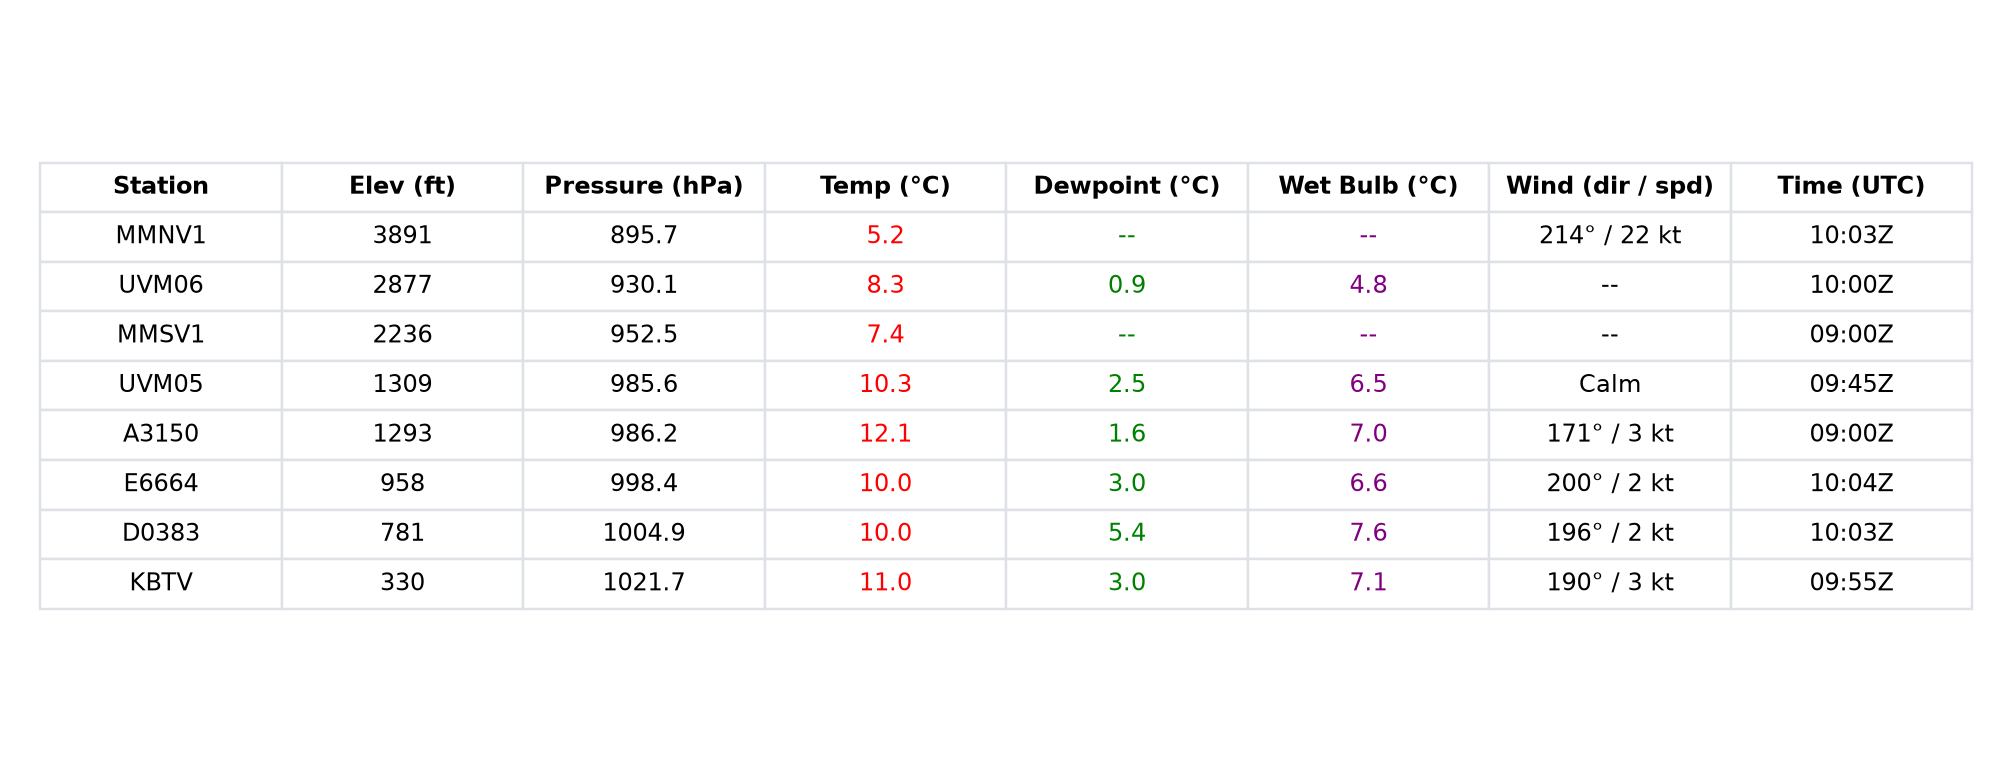 Station Elev (ft) Pressure (hPa) Temp (°C) Dewpoint (°C) Wet Bulb (°C) Wind (dir / spd) Time (UTC)
MMNV1 3891 895.7 5.2 -- -- 214° / 22 kt 10:03Z
UVM06 2877 930.1 8.3 0.9 4.8 -- 10:00Z
MMSV1 2236 952.5 7.4 -- -- -- 09:00Z
UVM05 1309 985.6 10.3 2.5 6.5 Calm 09:45Z
A3150 1293 986.2 12.1 1.6 7.0 171° / 3 kt 09:00Z
E6664 958 998.4 10.0 3.0 6.6 200° / 2 kt 10:04Z
D0383 781 1004.9 10.0 5.4 7.6 196° / 2 kt 10:03Z
KBTV 330 1021.7 11.0 3.0 7.1 190° / 3 kt 09:55Z